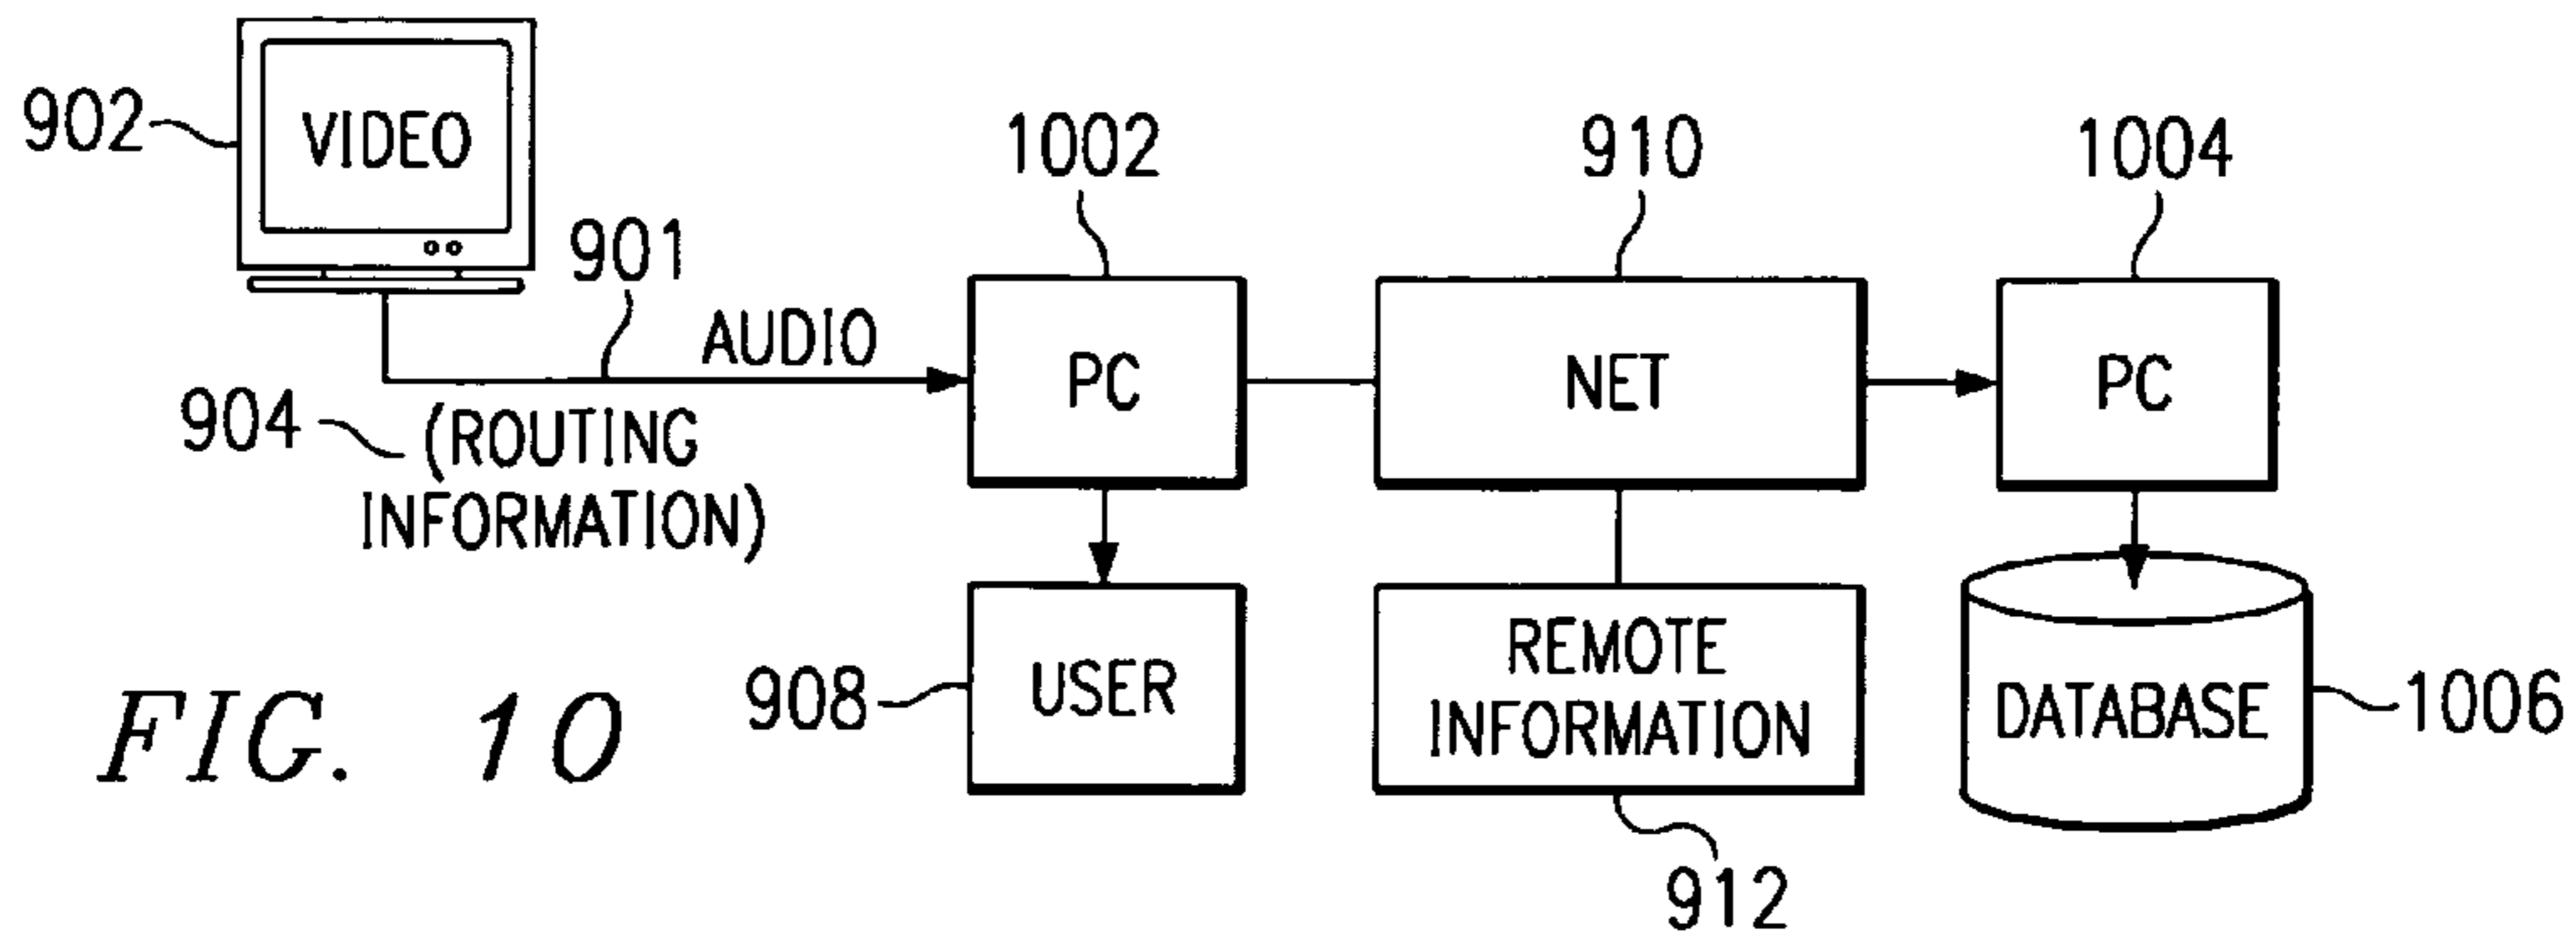 902
VIDEO
1002
910
1004
901
AUDIO
PC
NET
PC
904
(ROUTING
INFORMATION)
908
USER
REMOTE
INFORMATION
DATABASE
1006
912
FIG. 10